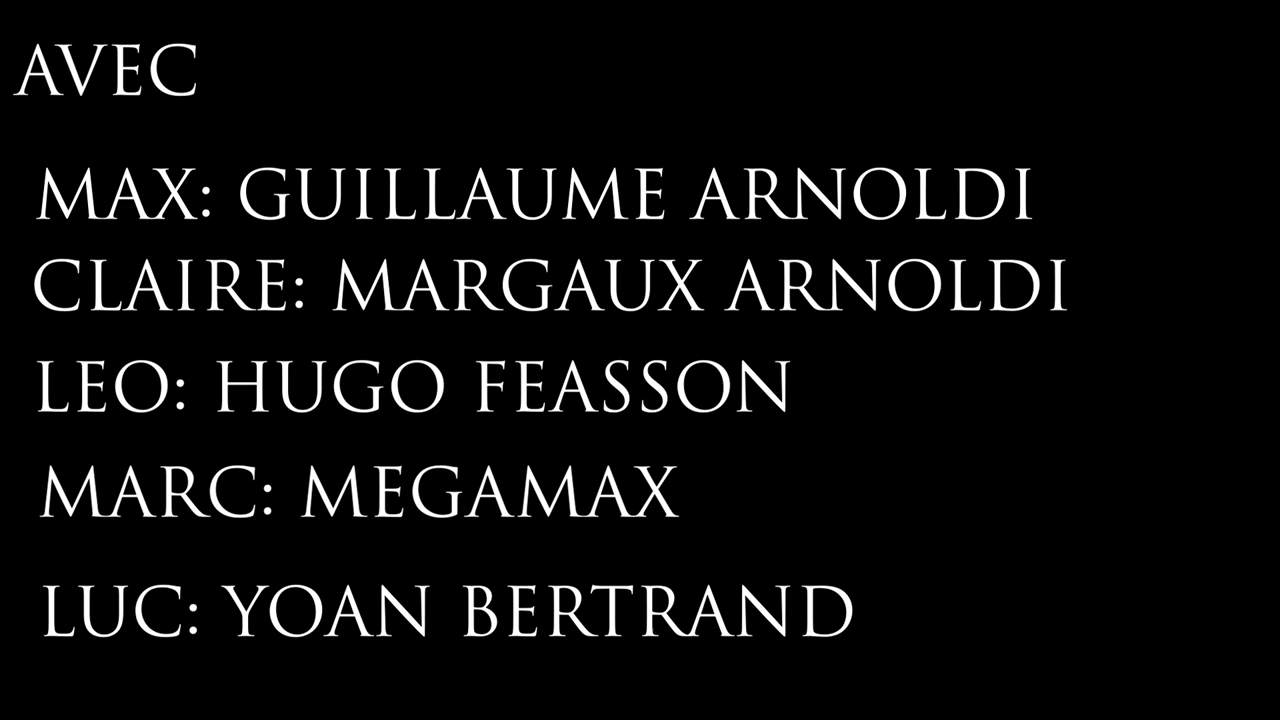 AVEC
MAX: GUILLAUME ARNOLDI
CLAIRE: MARGAUX ARNOLDI
LEO: HUGO FEASSON
MARC: MEGAMAX
LUC: YOAN BERTRAND